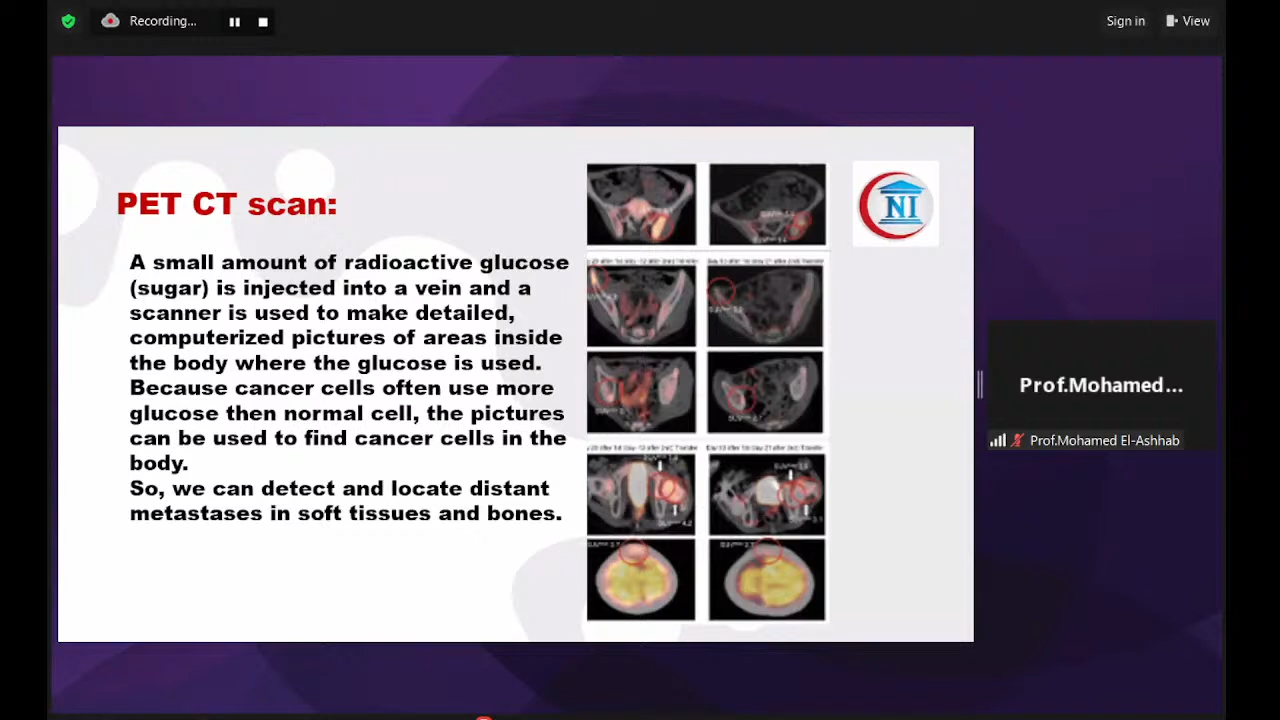 Recording...
Sign in
View
PET CT scan:
A small amount of radioactive glucose
(sugar) is injected into a vein and a
scanner is used to make detailed,
computerized pictures of areas inside
the body where the glucose is used.
Because cancer cells often use more
glucose then normal cell, the pictures
can be used to find cancer cells in the
body.
So, we can detect and locate distant
metastases in soft tissues and bones.
NI
Prof.Mohamed...
Prof.Mohamed El-Ashhab